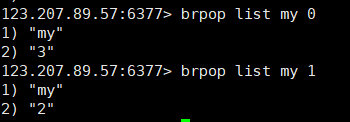 123.207.89.57:6377> brpop list my 0
1) "my"
2) "3"
123.207.89.57:6377> brpop list my 1
1) "my"
2) "2"